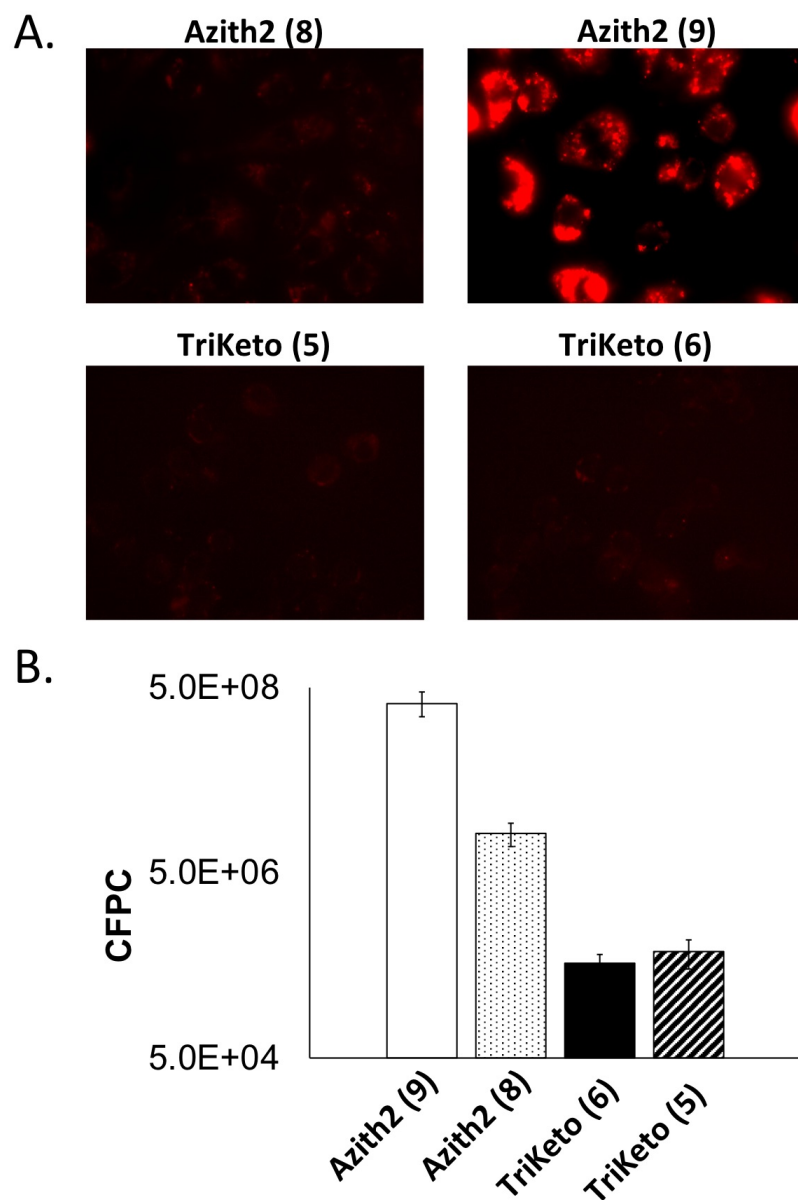 A.
Azith2 (8)
Azith2 (9)
TriKeto (5)
TriKeto (6)
B.
5.0E+08
5.0E+06
5.0E+04
CFPC
Azith2 (9)
Azith2 (8)
TriKeto (6)
TriKeto (5)